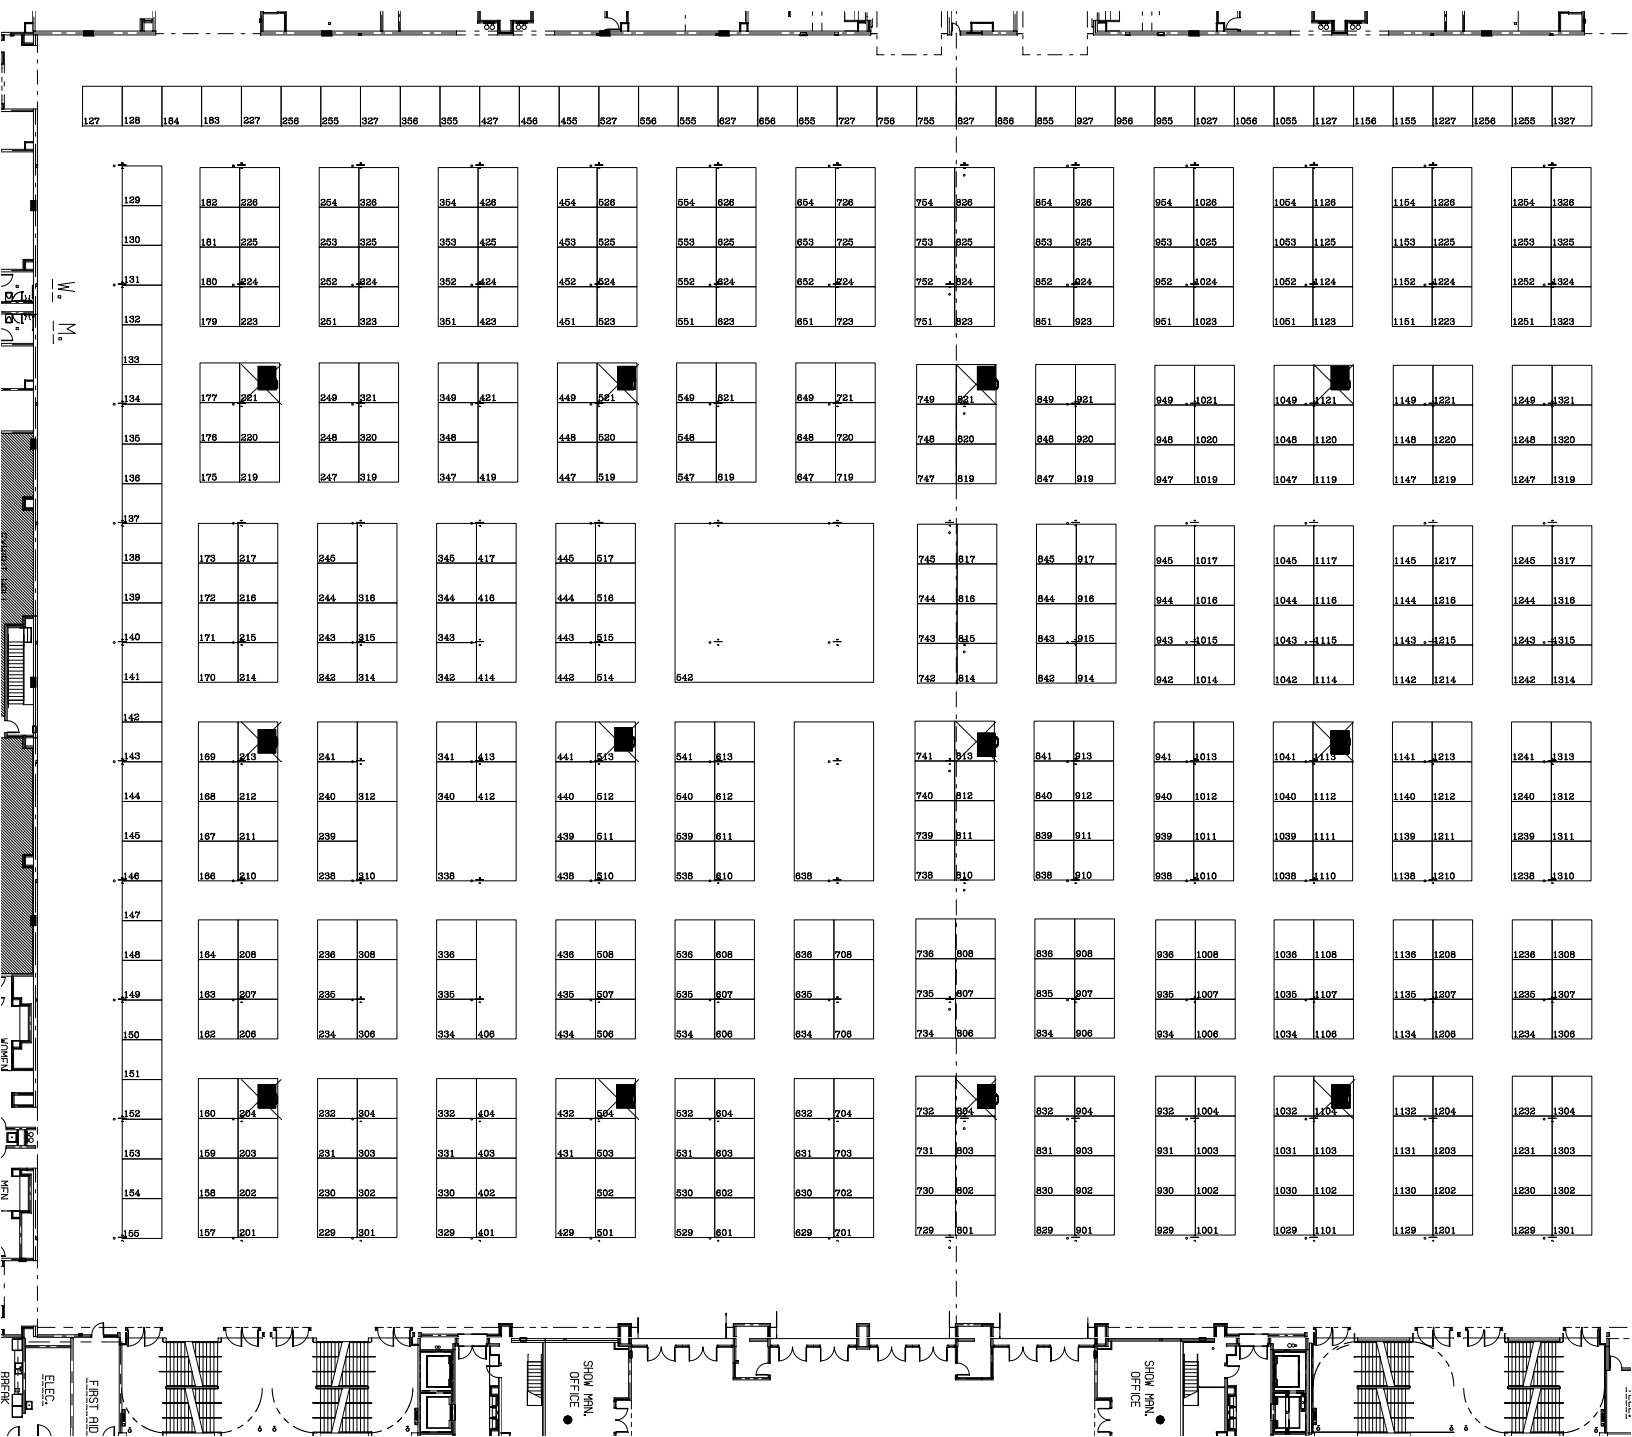 127 128 184 183 227 256 255 327 356 355 427 456 455 527 556 555 627 656 655 727 756 755 827 856 855 927 956 955 1027 1056 1055 1127 1156 1155 1227 1256 1255 1327
129 182 226 254 326 354 426 454 526 554 626 654 726 754 826 854 926 954 1026 1054 1126 1154 1226 1254 1326
130 181 225 253 325 353 425 453 525 553 625 653 725 753 825 853 925 953 1025 1053 1125 1153 1225 1253 1325
131 180 224 252 324 352 424 452 524 552 624 652 724 752 824 852 924 952 1024 1052 1124 1152 1224 1252 1324
W. M.
132 179 223 251 323 351 423 451 523 551 623 651 723 751 823 851 923 951 1023 1051 1123 1151 1223 1251 1323
133
134 177 221 249 321 349 421 449 521 549 621 649 721 749 821 849 921 949 1021 1049 1121 1149 1221 1249 1321
135 176 220 248 320 348 448 520 548 648 720 748 820 848 920 948 1020 1048 1120 1148 1220 1248 1320
136 175 219 247 319 347 419 447 519 547 619 647 719 747 819 847 919 947 1019 1047 1119 1147 1219 1247 1319
137
138 173 217 245 345 417 445 517 745 817 845 917 945 1017 1045 1117 1145 1217 1245 1317
139 172 216 244 316 344 416 444 516 744 816 844 916 944 1016 1044 1116 1144 1216 1244 1316
140 171 215 243 315 343 443 515 743 815 843 915 943 1015 1043 1115 1143 1215 1243 1315
141 170 214 242 314 342 414 442 514 542 742 814 842 914 942 1014 1042 1114 1142 1214 1242 1314
142
143 169 213 241 341 413 441 513 541 613 741 813 841 913 941 1013 1041 1113 1141 1213 1241 1313
144 168 212 240 312 340 412 440 512 540 612 740 812 840 912 940 1012 1040 1112 1140 1212 1240 1312
145 167 211 239 439 511 539 611 739 811 839 911 939 1011 1039 1111 1139 1211 1239 1311
146 166 210 238 310 338 438 510 538 610 638 738 810 838 910 938 1010 1038 1110 1138 1210 1238 1310
147
148 164 208 236 308 336 436 508 536 608 636 708 736 808 836 908 936 1008 1036 1108 1136 1208 1236 1308
149 163 207 235 335 435 507 535 607 635 735 807 835 907 935 1007 1035 1107 1135 1207 1235 1307
150 162 206 234 306 334 406 434 506 534 606 634 706 734 806 834 906 934 1006 1034 1106 1134 1206 1234 1306
WOMEN
151
152 160 204 232 304 332 404 432 504 532 604 632 704 732 804 832 904 932 1004 1032 1104 1132 1204 1232 1304
153 159 203 231 303 331 403 431 503 531 603 631 703 731 803 831 903 931 1003 1031 1103 1131 1203 1231 1303
MEN
154 158 202 230 302 330 402 502 530 602 630 702 730 802 830 902 930 1002 1030 1102 1130 1202 1230 1302
155 157 201 229 301 329 401 429 501 529 601 629 701 729 801 829 901 929 1001 1029 1101 1129 1201 1229 1301
BREAK
ELEC.
FIRST AID
SHOW MAN.
OFFICE
SHOW MAN.
OFFICE